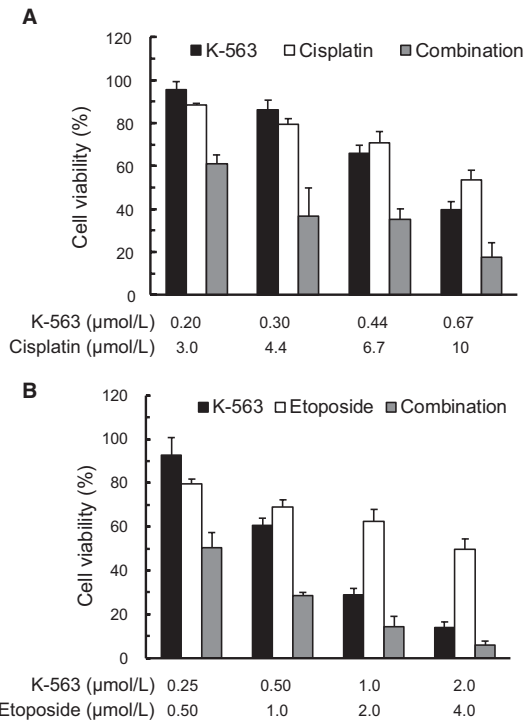 A
120
K-563 Cisplatin Combination
100
80
60
40
20
0
Cell viability (%)
K-563 (µmol/L) 0.20 0.30 0.44 0.67
Cisplatin (µmol/L) 3.0 4.4 6.7 10
B
120
K-563 Etoposide Combination
100
80
60
40
20
0
Cell viability (%)
K-563 (µmol/L) 0.25 0.50 1.0 2.0
Etoposide (µmol/L) 0.50 1.0 2.0 4.0